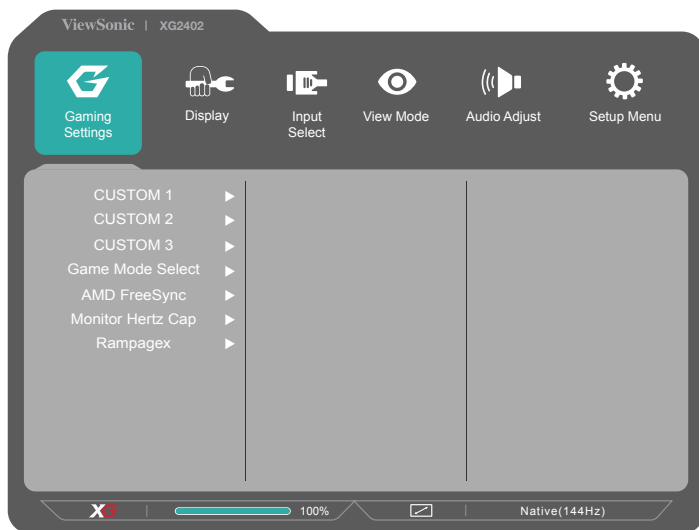 ViewSonic | XG2402
Gaming Settings
Display
Input Select
View Mode
Audio Adjust
Setup Menu
CUSTOM 1
CUSTOM 2
CUSTOM 3
Game Mode Select
AMD FreeSync
Monitor Hertz Cap
Rampagex
XG | 100% | Native(144Hz)